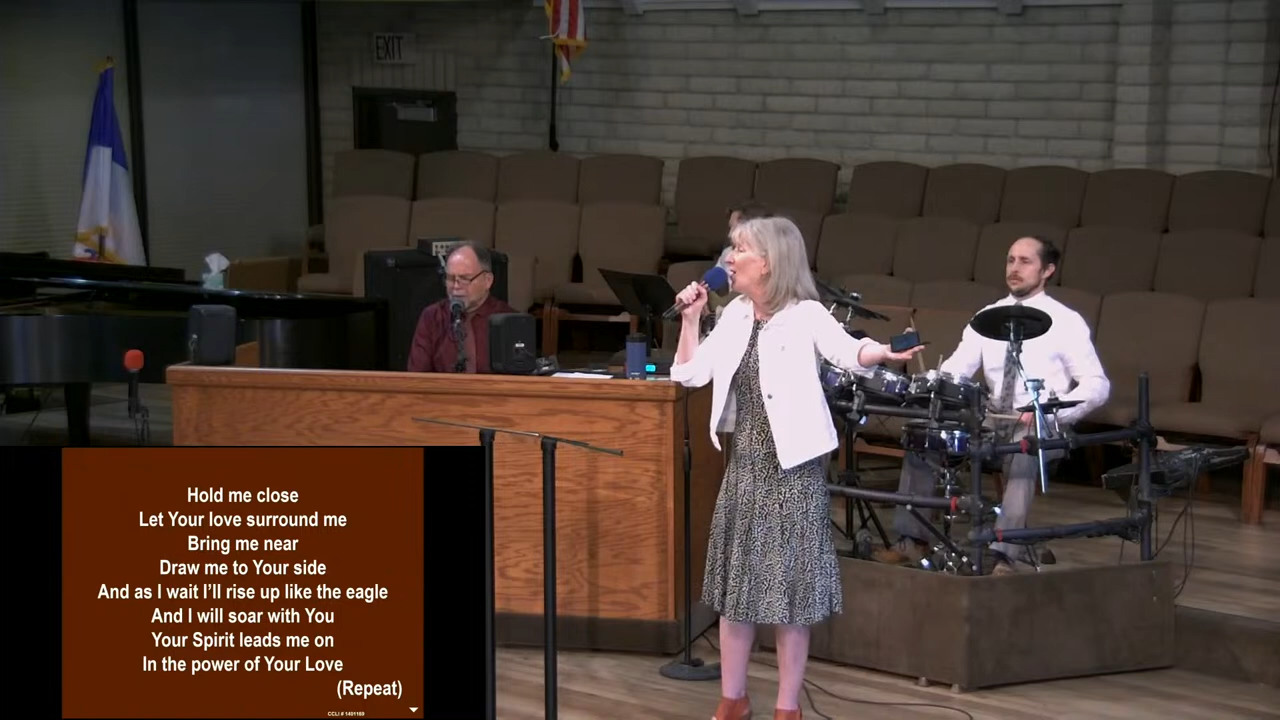 EXIT
Hold me close
Let Your love surround me
Bring me near
Draw me to Your side
And as I wait I'll rise up like the eagle
And I will soar with You
Your Spirit leads me on
In the power of Your Love
(Repeat)
CCLI # 1401169